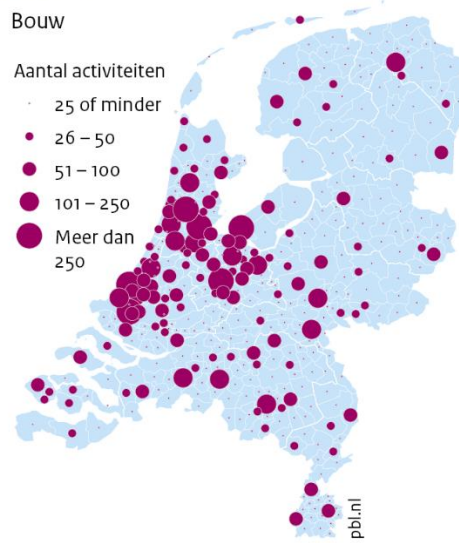 Bouw
Aantal activiteiten
25 of minder
26 – 50
51 – 100
101 – 250
Meer dan
250
pbl.nl